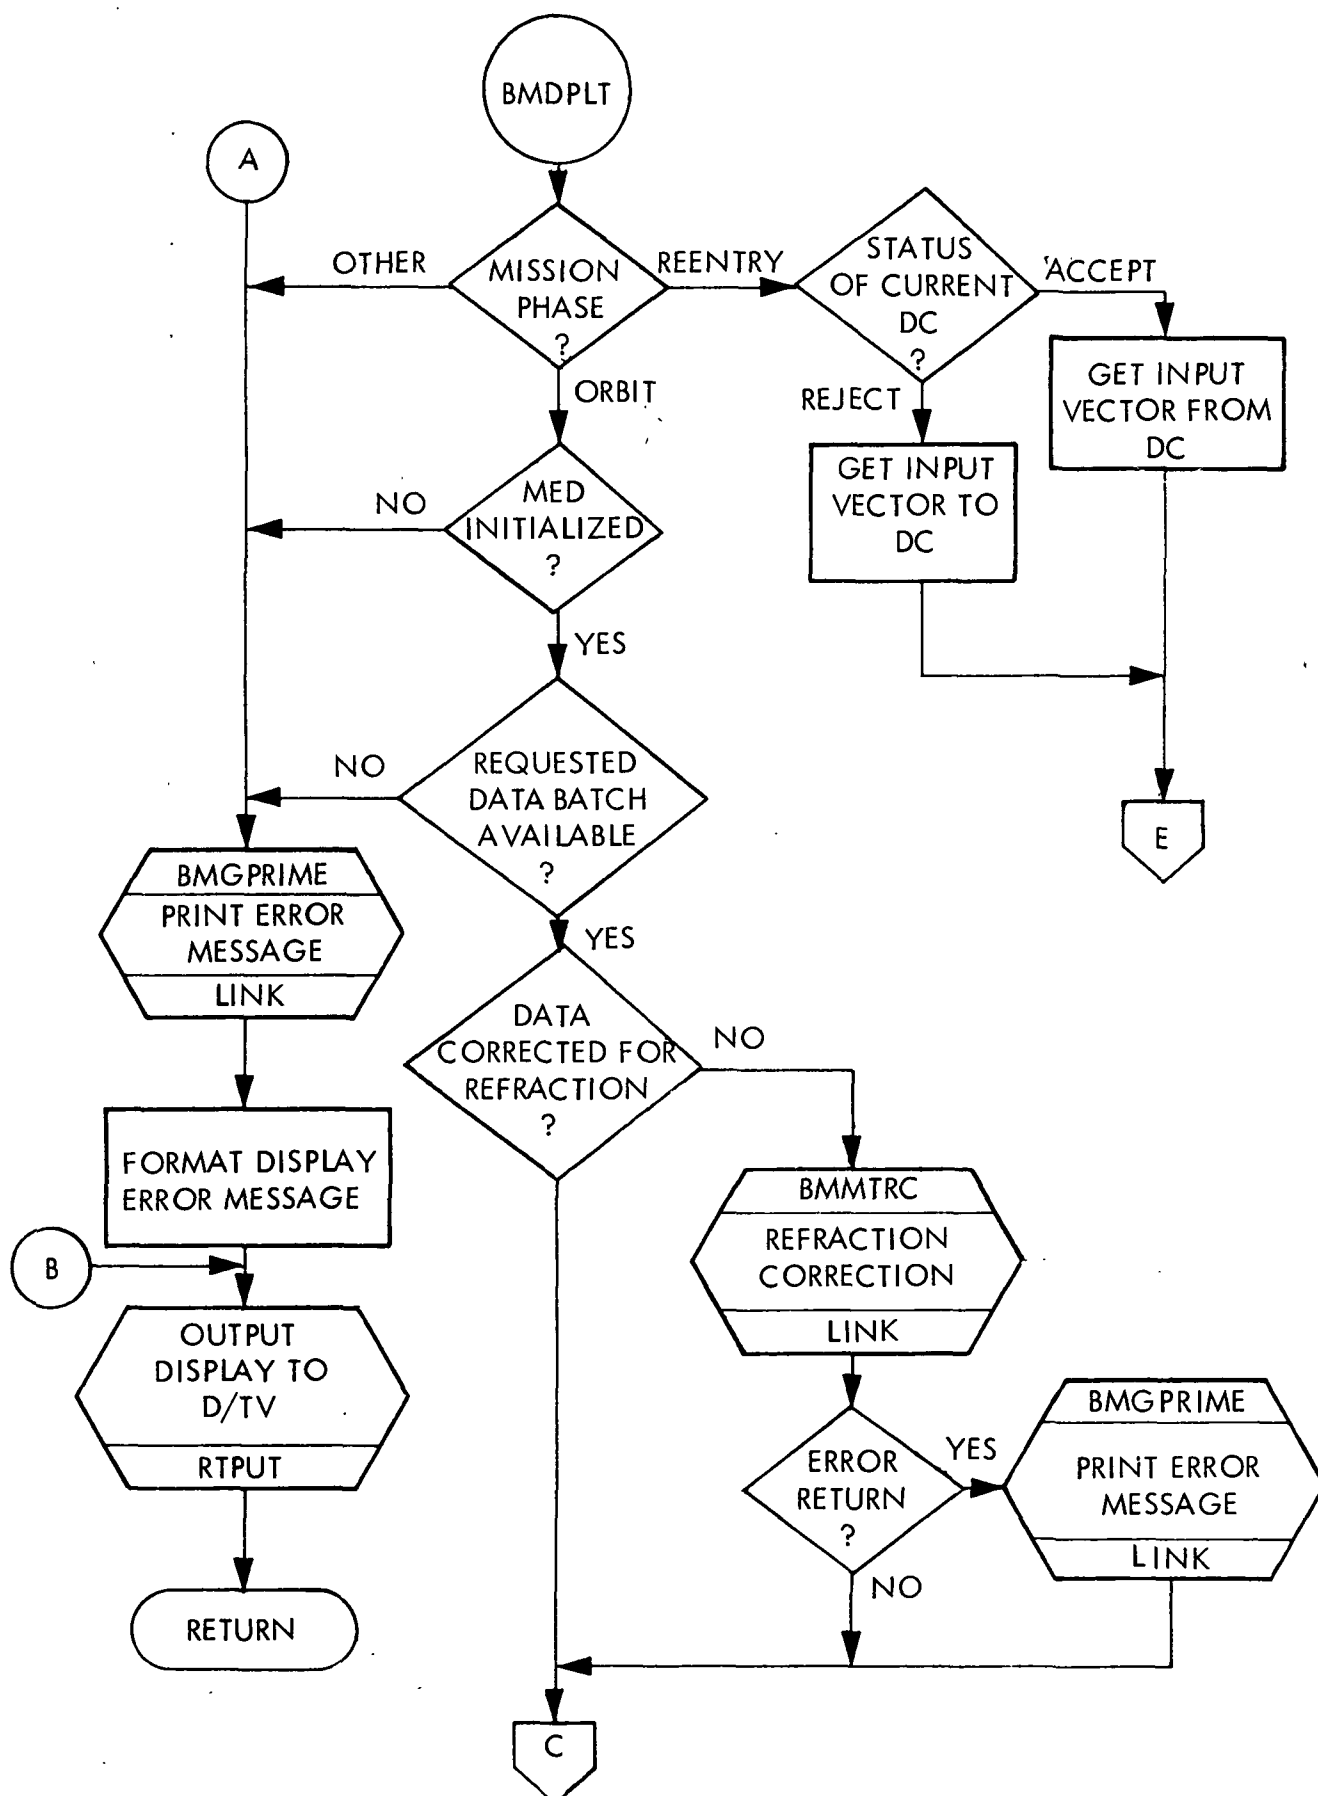 BMDPLT
A
OTHER
MISSION
PHASE
?
REENTRY
STATUS
OF CURRENT
DC
?
ACCEPT
GET INPUT
VECTOR FROM
DC
ORBIT
REJECT
GET INPUT
VECTOR TO
DC
NO
MED
INITIALIZED
?
YES
E
NO
REQUESTED
DATA BATCH
AVAILABLE
?
YES
BMGPRIME
PRINT ERROR
MESSAGE
LINK
DATA
CORRECTED FOR
REFRACTION
?
NO
FORMAT DISPLAY
ERROR MESSAGE
BMMTRC
REFRACTION
CORRECTION
LINK
B
OUTPUT
DISPLAY TO
D/TV
RTPUT
ERROR
RETURN
?
YES
BMGPRIME
PRINT ERROR
MESSAGE
LINK
NO
RETURN
C